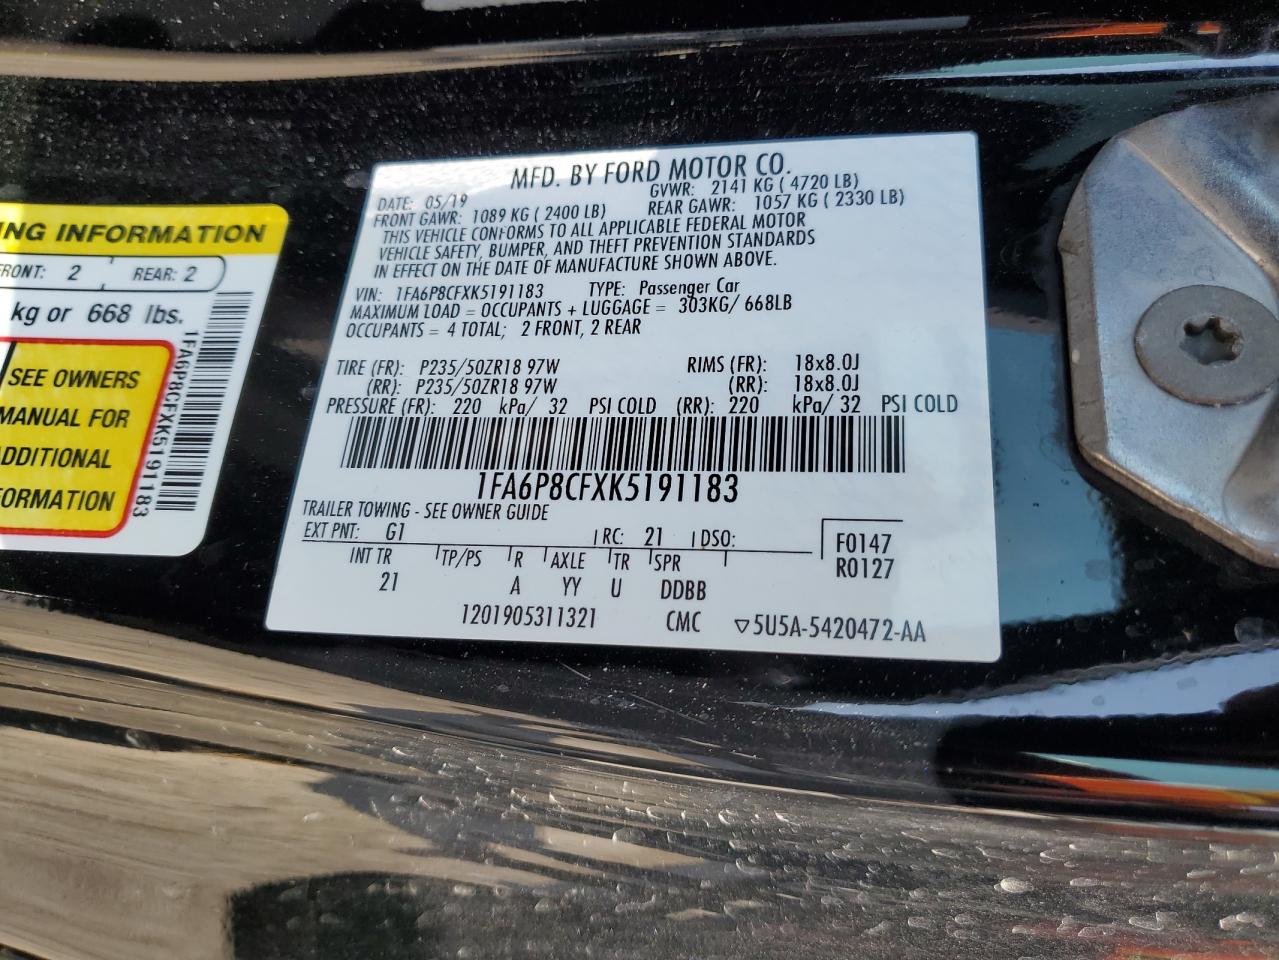 MFD. BY FORD MOTOR CO.
DATE: 05/19 GVWR: 2141 KG ( 4720 LB)
FRONT GAWR: 1089 KG ( 2400 LB) REAR GAWR: 1057 KG ( 2330 LB)
THIS VEHICLE CONFORMS TO ALL APPLICABLE FEDERAL MOTOR
VEHICLE SAFETY, BUMPER, AND THEFT PREVENTION STANDARDS
IN EFFECT ON THE DATE OF MANUFACTURE SHOWN ABOVE.
VIN: 1FA6P8CFXK5191183 TYPE: Passenger Car
MAXIMUM LOAD = OCCUPANTS + LUGGAGE = 303KG/ 668LB
OCCUPANTS = 4 TOTAL; 2 FRONT, 2 REAR
TIRE (FR): P235/50ZR18 97W RIMS (FR): 18x8.0J
(RR): P235/50ZR18 97W (RR): 18x8.0J
PRESSURE (FR): 220 kPa/ 32 PSI COLD (RR): 220 kPa/ 32 PSI COLD
1FA6P8CFXK5191183
TRAILER TOWING - SEE OWNER GUIDE
EXT PNT: G1 RC: 21 DSO: F0147
R0127
INT TR TP/PS R AXLE TR SPR
21 A YY U DDBB
1201905311321 CMC ▽5U5A-5420472-AA
NG INFORMATION
FRONT: 2 REAR: 2
kg or 668 lbs.
SEE OWNERS
MANUAL FOR
ADDITIONAL
FORMATION
1FA6P8CFXK5191183